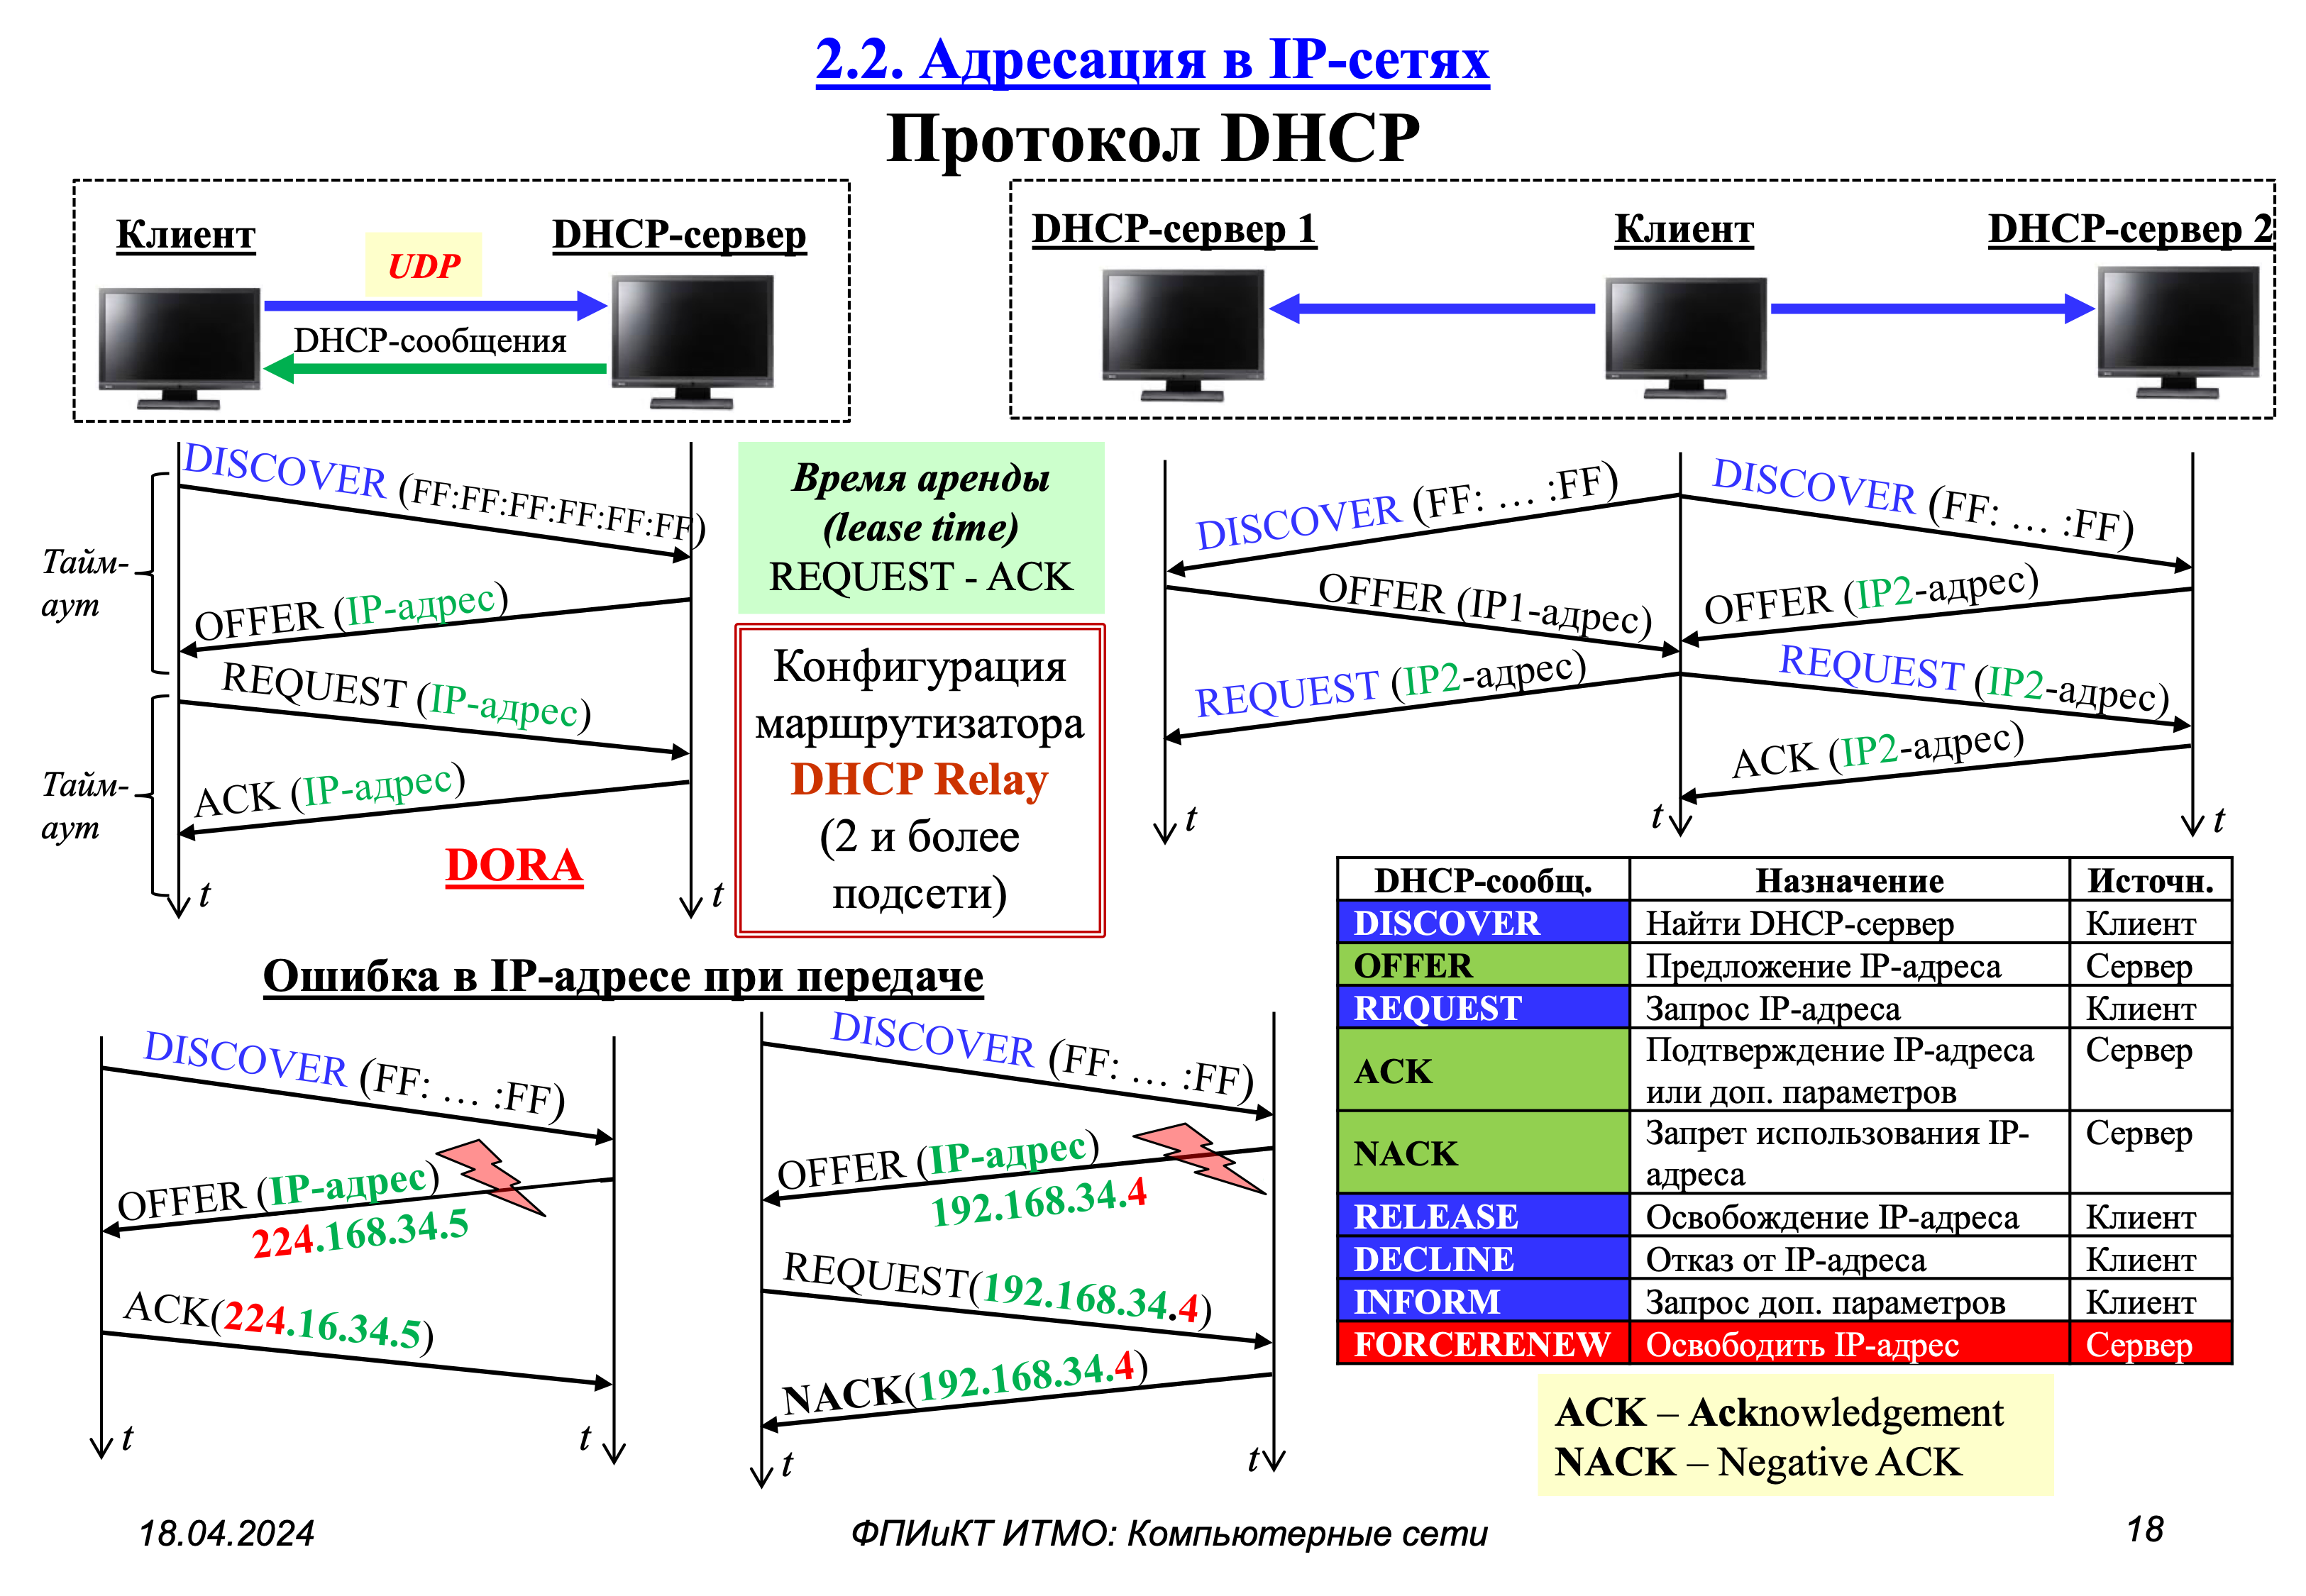 2.2. Адресация в IP-сетях
Протокол DHCP
Клиент
UDP
DHCP-сервер
DHCP-сообщения
DHCP-сервер 1
Клиент
DHCP-сервер 2
Тайм-
аут
Тайм-
аут
DISCOVER (FF:FF:FF:FF:FF:FF)
OFFER (IP-адрес)
REQUEST (IP-адрес)
ACK (IP-адрес)
DORA
t
t
Время аренды
(lease time)
REQUEST - ACK
Конфигурация
маршрутизатора
DHCP Relay
(2 и более
подсети)
DISCOVER (FF: … :FF)
DISCOVER (FF: … :FF)
OFFER (IP1-адрес)
OFFER (IP2-адрес)
REQUEST (IP2-адрес)
REQUEST (IP2-адрес)
ACK (IP2-адрес)
t
t
t
Ошибка в IP-адресе при передаче
DISCOVER (FF: … :FF)
OFFER (IP-адрес)
224.168.34.5
ACK(224.16.34.5)
t
t
DISCOVER (FF: … :FF)
OFFER (IP-адрес)
192.168.34.4
REQUEST(192.168.34.4)
NACK(192.168.34.4)
t
t
DHCP-сообщ. Назначение Источн.
DISCOVER Найти DHCP-сервер Клиент
OFFER Предложение IP-адреса Сервер
REQUEST Запрос IP-адреса Клиент
ACK Подтверждение IP-адреса Сервер
или доп. параметров
NACK Запрет использования IP- Сервер
адреса
RELEASE Освобождение IP-адреса Клиент
DECLINE Отказ от IP-адреса Клиент
INFORM Запрос доп. параметров Клиент
FORCERENEW Освободить IP-адрес Сервер
ACK – Acknowledgement
NACK – Negative ACK
18.04.2024
ФПИиКТ ИТМО: Компьютерные сети
18